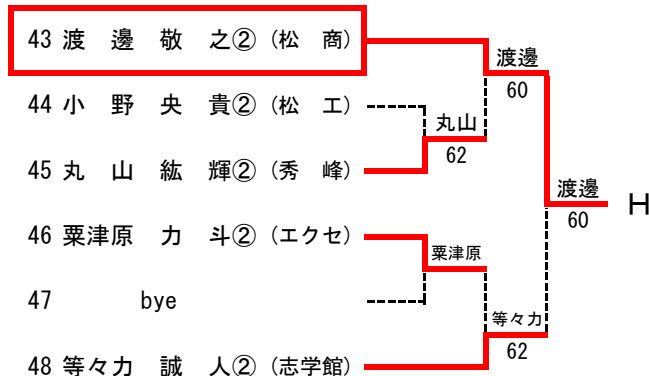 43 渡 邊 敬 之② (松 商)
渡邊
60
44 小 野 央 貴② (松 工)
丸山
62
45 丸 山 紘 輝② (秀 峰)
渡邊
60
H
46 粟津原 力 斗② (エクセ)
粟津原
47 bye
等々力
62
48 等々力 誠 人② (志学館)